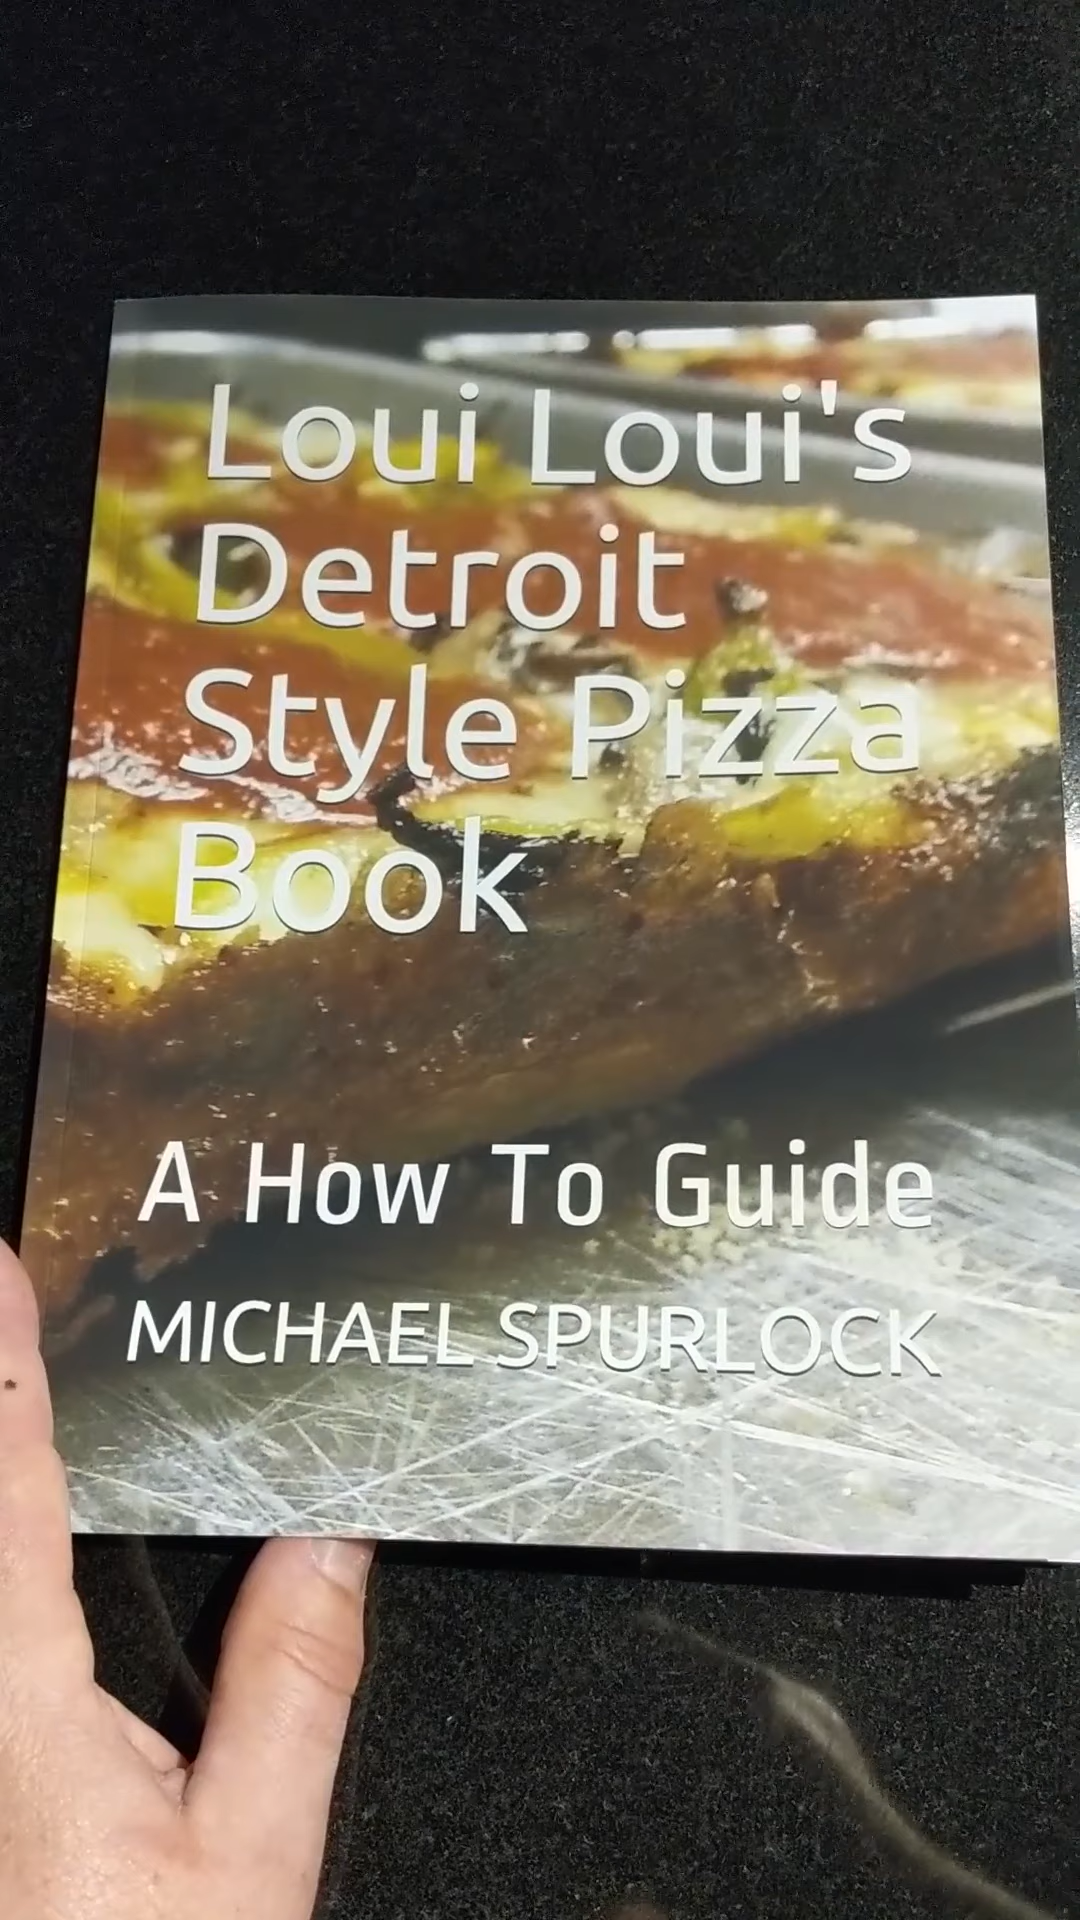 Loui Loui's
Detroit
Style Pizza
Book
A How To Guide
MICHAEL SPURLOCK